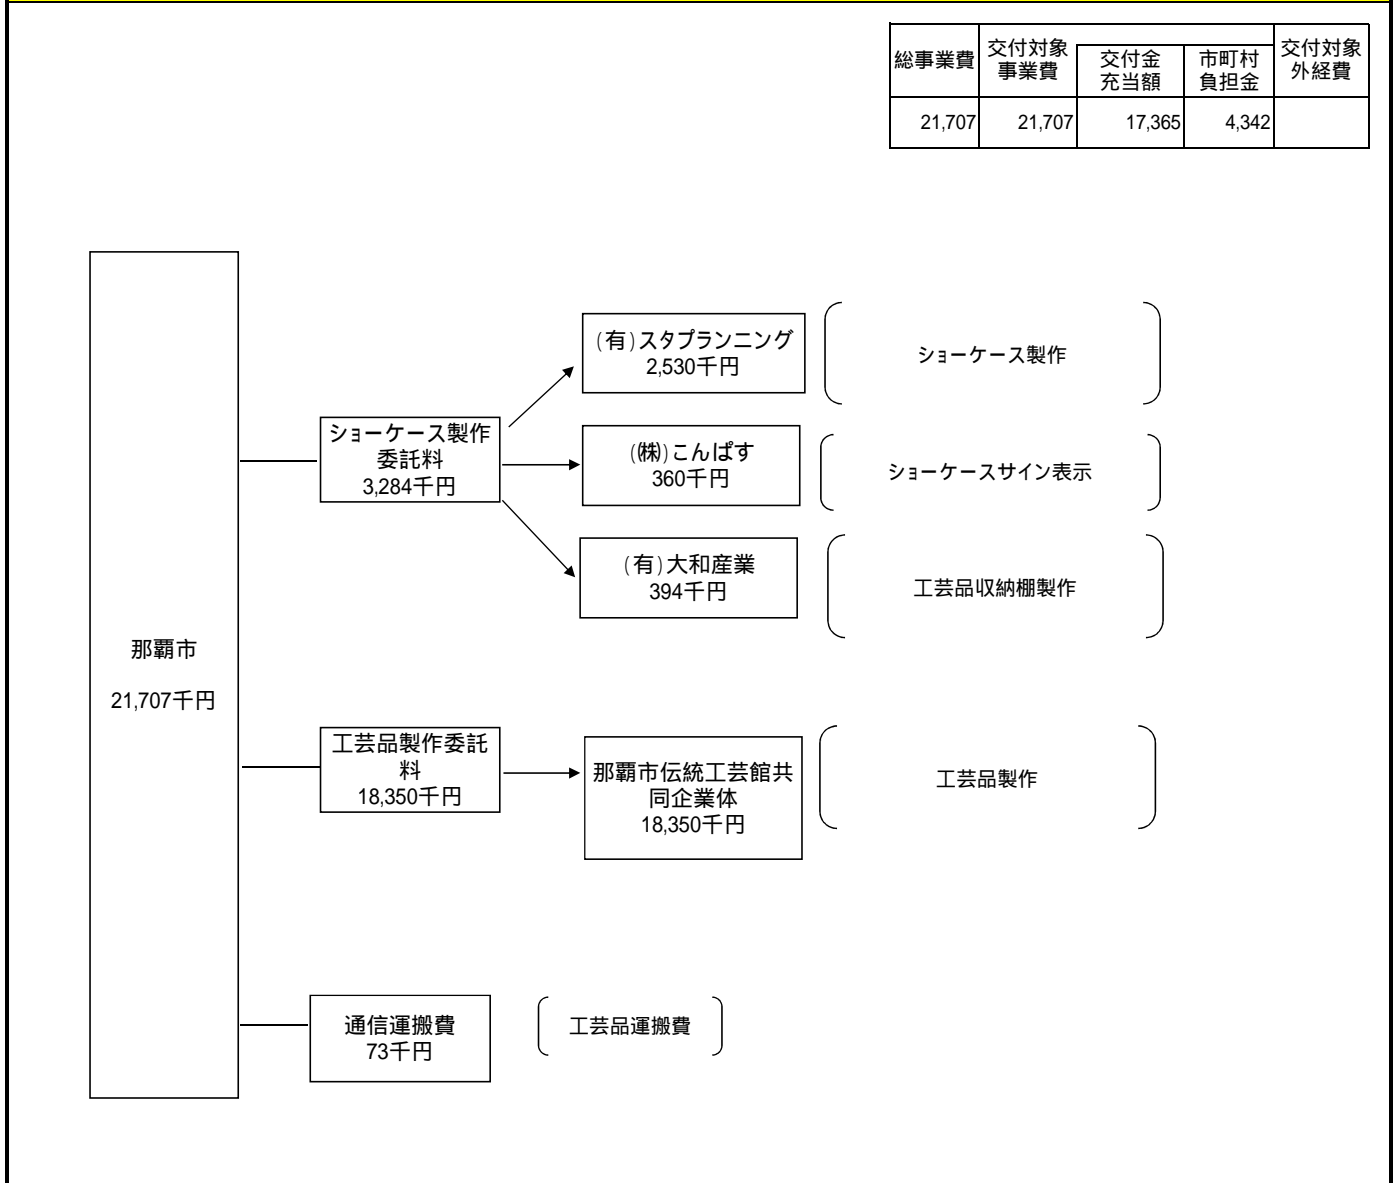 総事業費
交付対象
事業費
交付金
充当額
市町村
負担金
交付対象
外経費
21,707
21,707
17,365
4,342
那覇市
21,707千円
ショーケース製作
委託料
3,284千円
(有)スタプランニング
2,530千円
ショーケース製作
(㈱)こんぱす
360千円
ショーケースサイン表示
(有)大和産業
394千円
工芸品収納棚製作
工芸品製作委託
料
18,350千円
那覇市伝統工芸館共
同企業体
18,350千円
工芸品製作
通信運搬費
73千円
工芸品運搬費